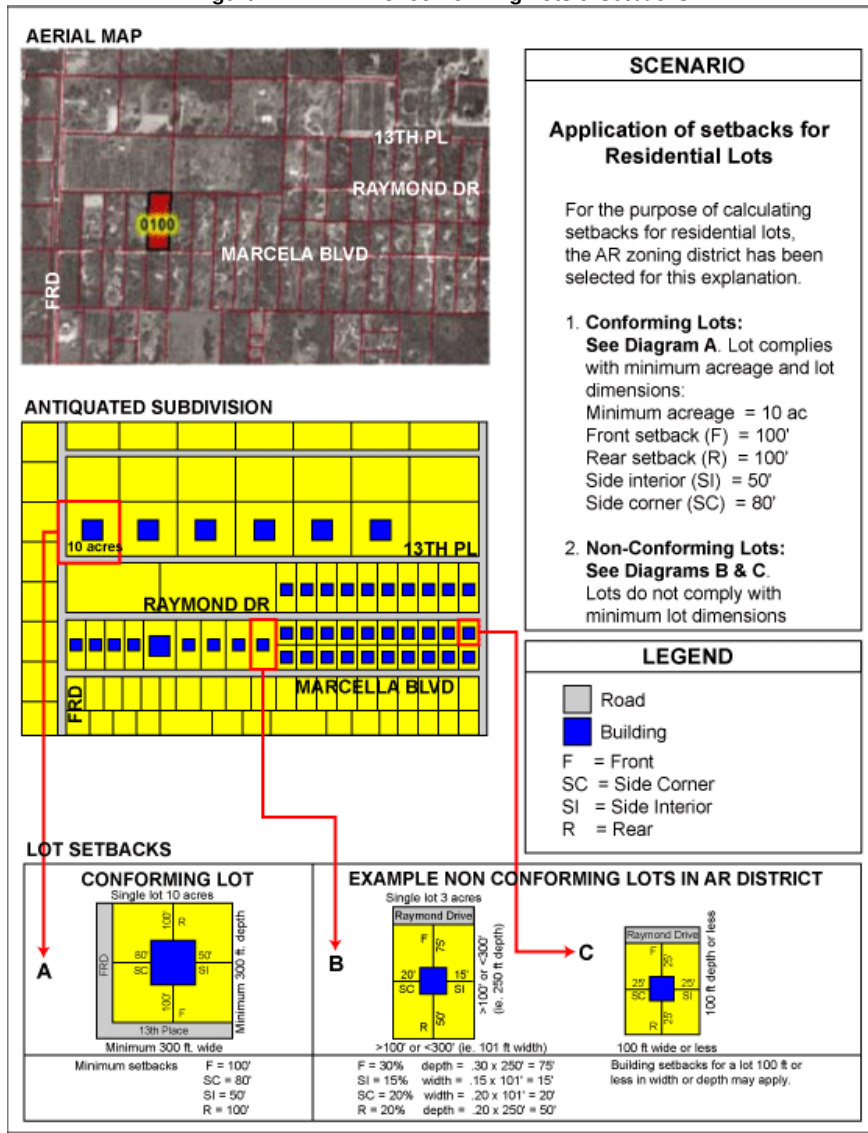 AERIAL MAP
13TH PL
RAYMOND DR
0100
MARCELA BLVD
FRD
SCENARIO
Application of setbacks for
Residential Lots
For the purpose of calculating
setbacks for residential lots,
the AR zoning district has been
selected for this explanation.
1. Conforming Lots:
See Diagram A. Lot complies
with minimum acreage and lot
dimensions:
Minimum acreage = 10 ac
Front setback (F) = 100'
Rear setback (R) = 100'
Side interior (SI) = 50'
Side corner (SC) = 80'
2. Non-Conforming Lots:
See Diagrams B & C.
Lots do not comply with
minimum lot dimensions
ANTIQUATED SUBDIVISION
10 acres
13TH PL
RAYMOND DR
MARCELLA BLVD
FRD
LEGEND
Road
Building
F = Front
SC = Side Corner
SI = Side Interior
R = Rear
LOT SETBACKS
CONFORMING LOT
Single lot 10 acres
100'
R
80'
50'
SC
SI
100'
F
FRD
13th Place
Minimum 300 ft. depth
Minimum 300 ft. wide
A
Minimum setbacks F = 100'
SC = 80'
SI = 50'
R = 100'
EXAMPLE NON CONFORMING LOTS IN AR DISTRICT
Single lot 3 acres
Raymond Drive
F
75'
20'
15'
SC
SI
R
50'
>100' or <300'
(ie. 250 ft depth)
>100' or <300' (ie. 101 ft width)
B
F = 30% depth = .30 x 250' = 75'
SI = 15% width = .15 x 101' = 15'
SC = 20% width = .20 x 101' = 20'
R = 20% depth = .20 x 250' = 50'
C
Raymond Drive
F
25'
25'
25'
SC
SI
R
25'
100 ft depth or less
100 ft wide or less
Building setbacks for a lot 100 ft or
less in width or depth may apply.